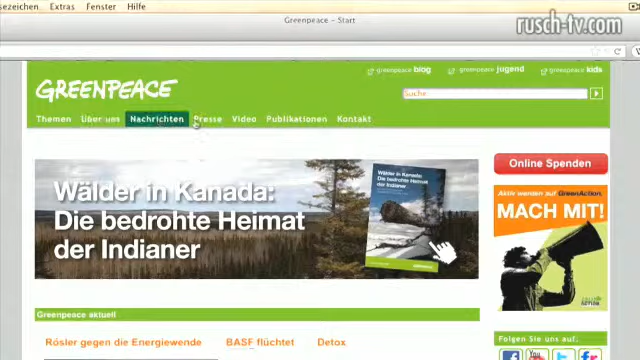 sezeichen Extras Fenster Hilfe
rusch-tv.com
Greenpeace – Start
greenpeace blog greenpeace jugend greenpeace kids
GREENPEACE
Suche
Themen Über uns Nachrichten Presse Video Publikationen Kontakt
Wälder in Kanada:
Die bedrohte Heimat
der Indianer
Wälder in Kanada:
Die bedrohte Heimat
der Indianer
Online Spenden
Aktiv werden auf GreenAction.
MACH MIT!
Greenpeace aktuell
Rösler gegen die Energiewende BASF flüchtet Detox
Folgen Sie uns auf:
You